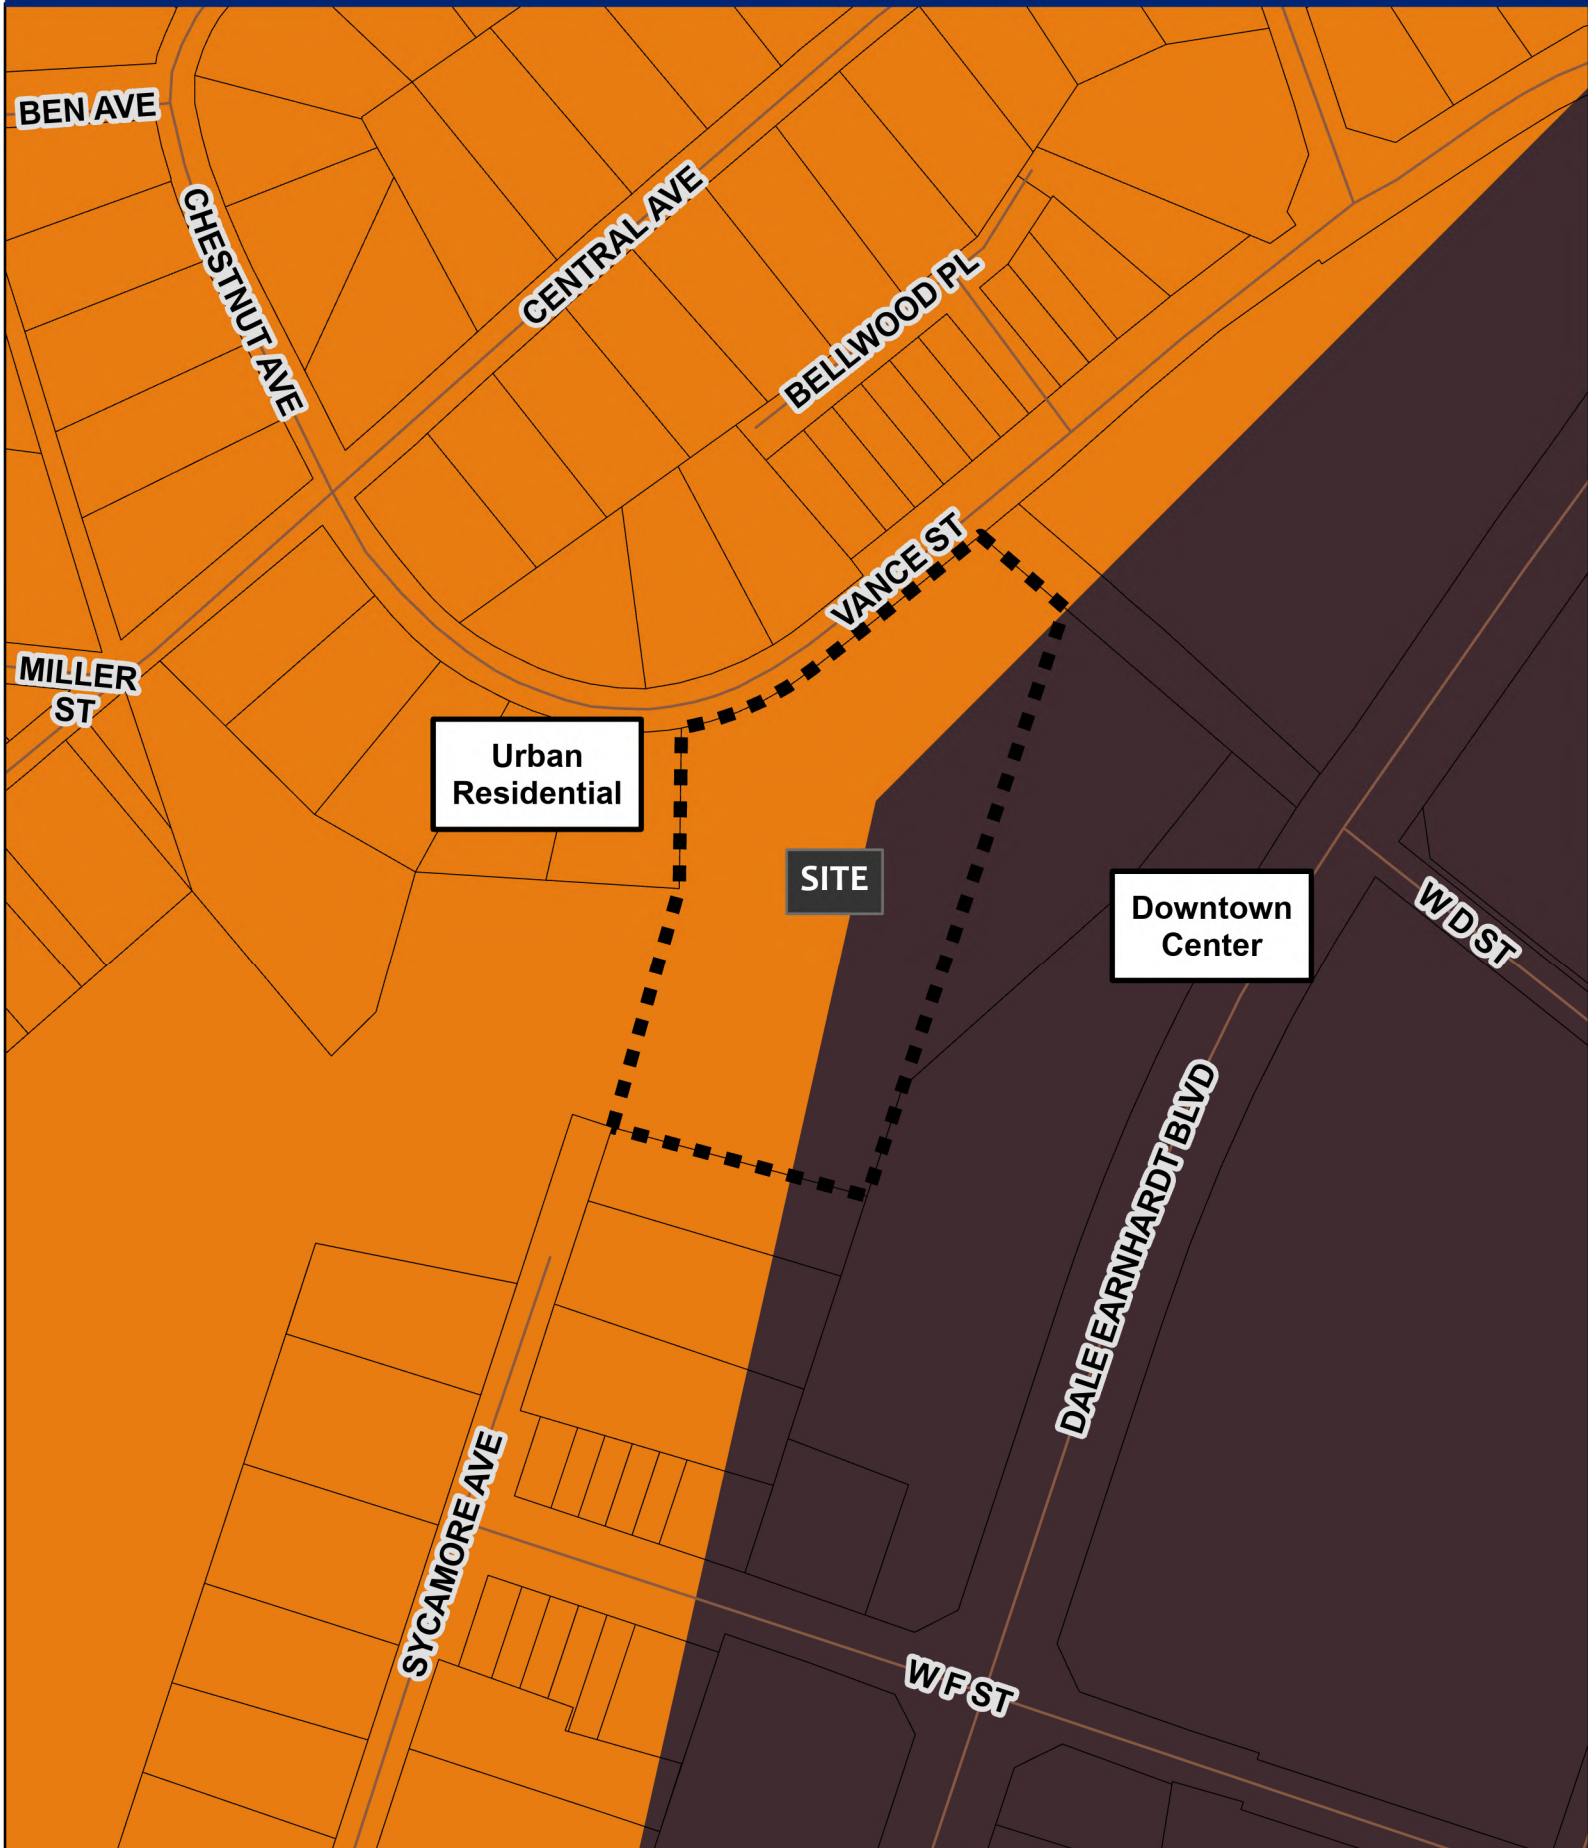 BEN AVE
CHESTNUT AVE
CENTRAL AVE
BELLWOOD PL
VANCE ST
MILLER
ST
Urban
Residential
SITE
Downtown
Center
W D ST
DALE EARNHARDT BLVD
SYCAMORE AVE
W F ST